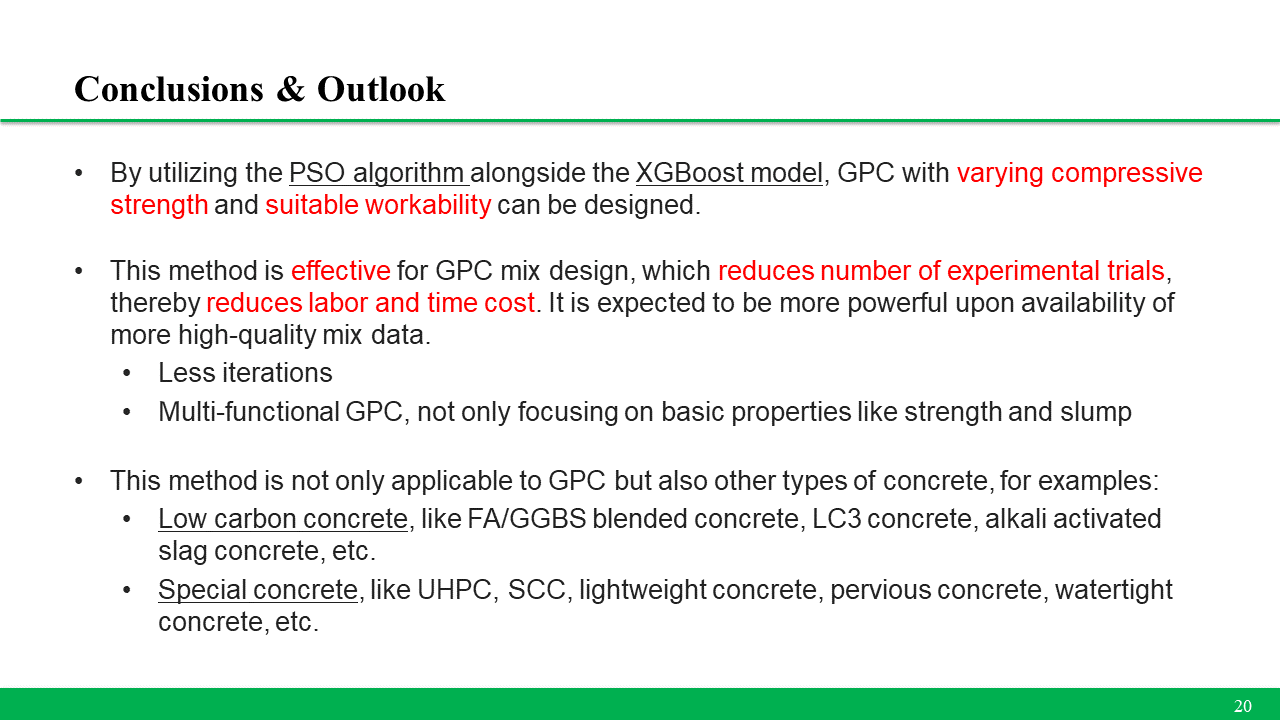 Conclusions & Outlook
• By utilizing the PSO algorithm alongside the XGBoost model, GPC with varying compressive
strength and suitable workability can be designed.
• This method is effective for GPC mix design, which reduces number of experimental trials,
thereby reduces labor and time cost. It is expected to be more powerful upon availability of
more high-quality mix data.
• Less iterations
• Multi-functional GPC, not only focusing on basic properties like strength and slump
• This method is not only applicable to GPC but also other types of concrete, for examples:
• Low carbon concrete, like FA/GGBS blended concrete, LC3 concrete, alkali activated
slag concrete, etc.
• Special concrete, like UHPC, SCC, lightweight concrete, pervious concrete, watertight
concrete, etc.
20